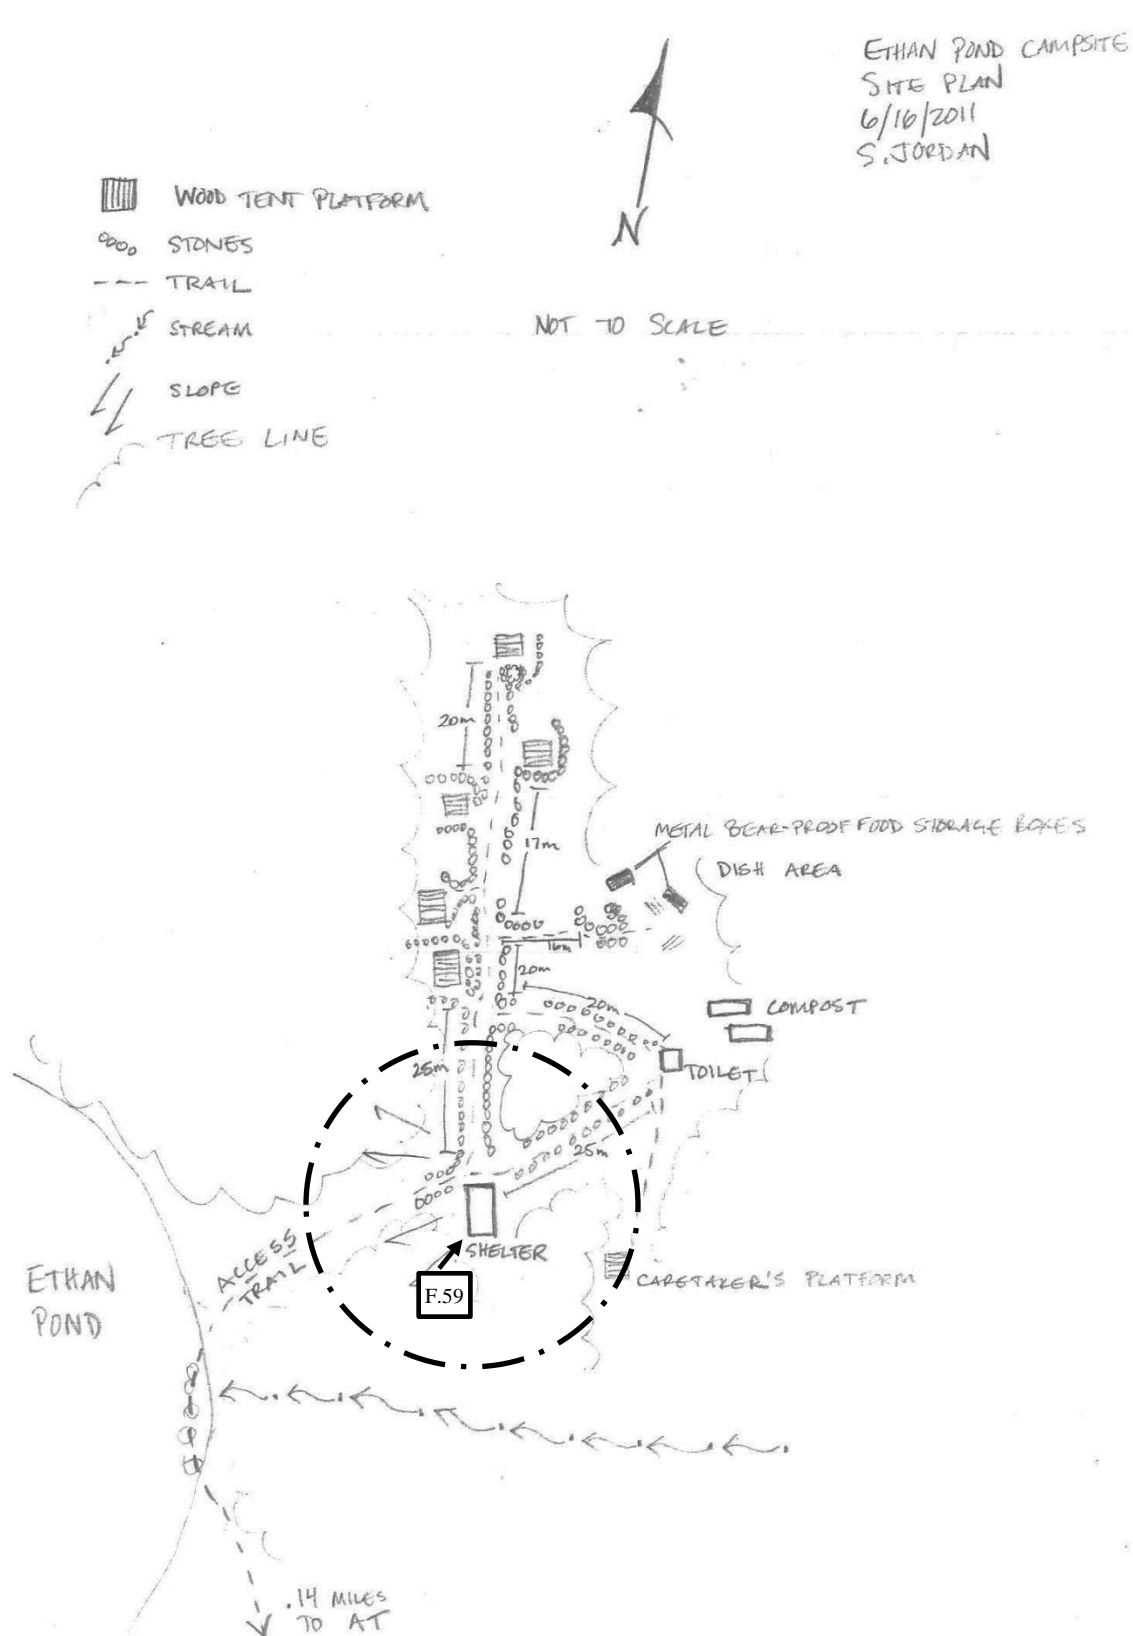 ETHAN POND CAMPSITE
SITE PLAN
6/16/2011
S. JORDAN
N
NOT TO SCALE
WOOD TENT PLATFORM
STONES
TRAIL
STREAM
SLOPE
TREE LINE
20m
17m
METAL BEAR-PROOF FOOD STORAGE BOXES
DISH AREA
16m
20m
20m
COMPOST
TOILET
25m
25m
SHELTER
F.59
CARETAKER'S PLATFORM
ACCESS
TRAIL
ETHAN
POND
.14 MILES
TO AT